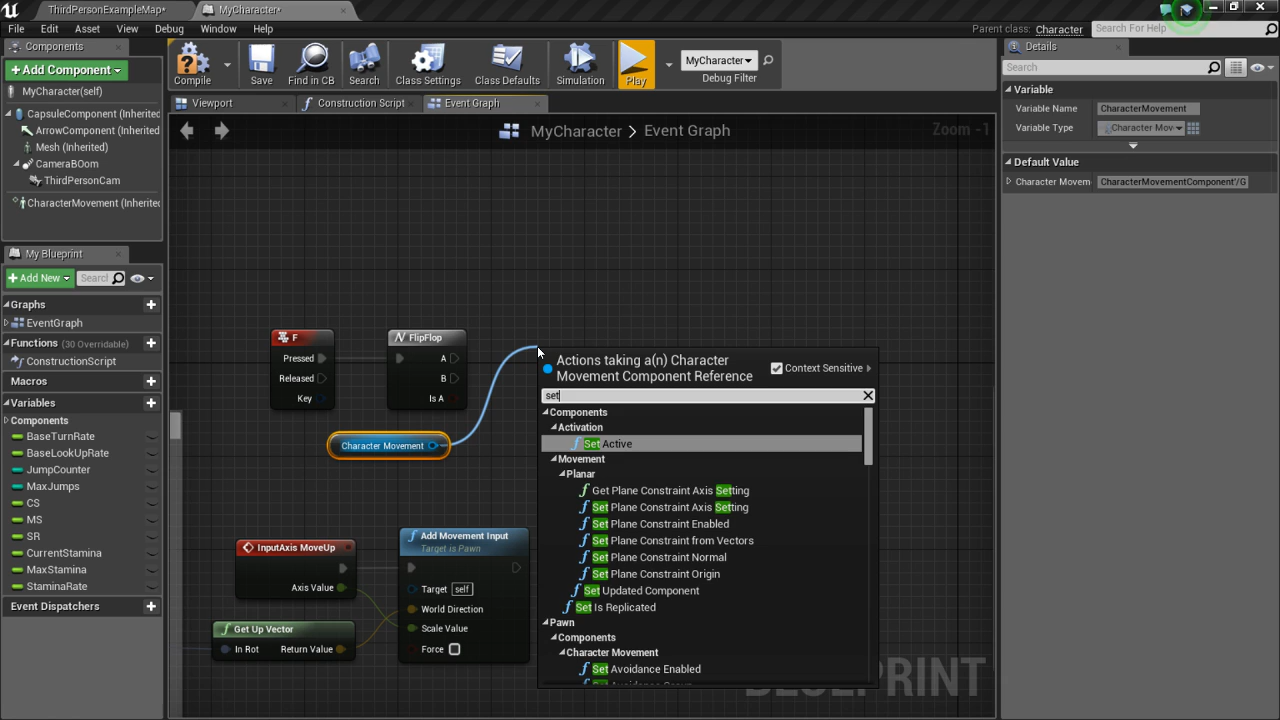 ThirdPersonExampleMap*
MyCharacter*
File Edit Asset View Debug Window Help
Parent class: Character
Search For Help
Components
+ Add Component
MyCharacter(self)
CapsuleComponent (Inherited
ArrowComponent (Inherited
Mesh (Inherited)
CameraBOom
ThirdPersonCam
CharacterMovement (Inherite
My Blueprint
+ Add New
Search
Graphs
EventGraph
Functions (30 Overridable)
ConstructionScript
Macros
Variables
Components
BaseTurnRate
BaseLookUpRate
JumpCounter
MaxJumps
CS
MS
SR
CurrentStamina
MaxStamina
StaminaRate
Event Dispatchers
Compile Save Find in CB Search Class Settings Class Defaults Simulation Play
MyCharacter
Debug Filter
Viewport Construction Script Event Graph
MyCharacter > Event Graph
Zoom -1
F
Pressed
Released
Key
FlipFlop
A
B
Is A
Character Movement
InputAxis MoveUp
Axis Value
Get Up Vector
In Rot Return Value
Add Movement Input
Target is Pawn
Target self
World Direction
Scale Value
Force
Actions taking a(n) Character
Movement Component Reference
Context Sensitive
set
Components
Activation
Set Active
Movement
Planar
Get Plane Constraint Axis Setting
Set Plane Constraint Axis Setting
Set Plane Constraint Enabled
Set Plane Constraint from Vectors
Set Plane Constraint Normal
Set Plane Constraint Origin
Set Updated Component
Set Is Replicated
Pawn
Components
Character Movement
Set Avoidance Enabled
BLUEPRINT
Details
Search
Variable
Variable Name CharacterMovement
Variable Type Character Mov
Default Value
Character Movem CharacterMovementComponent'/G